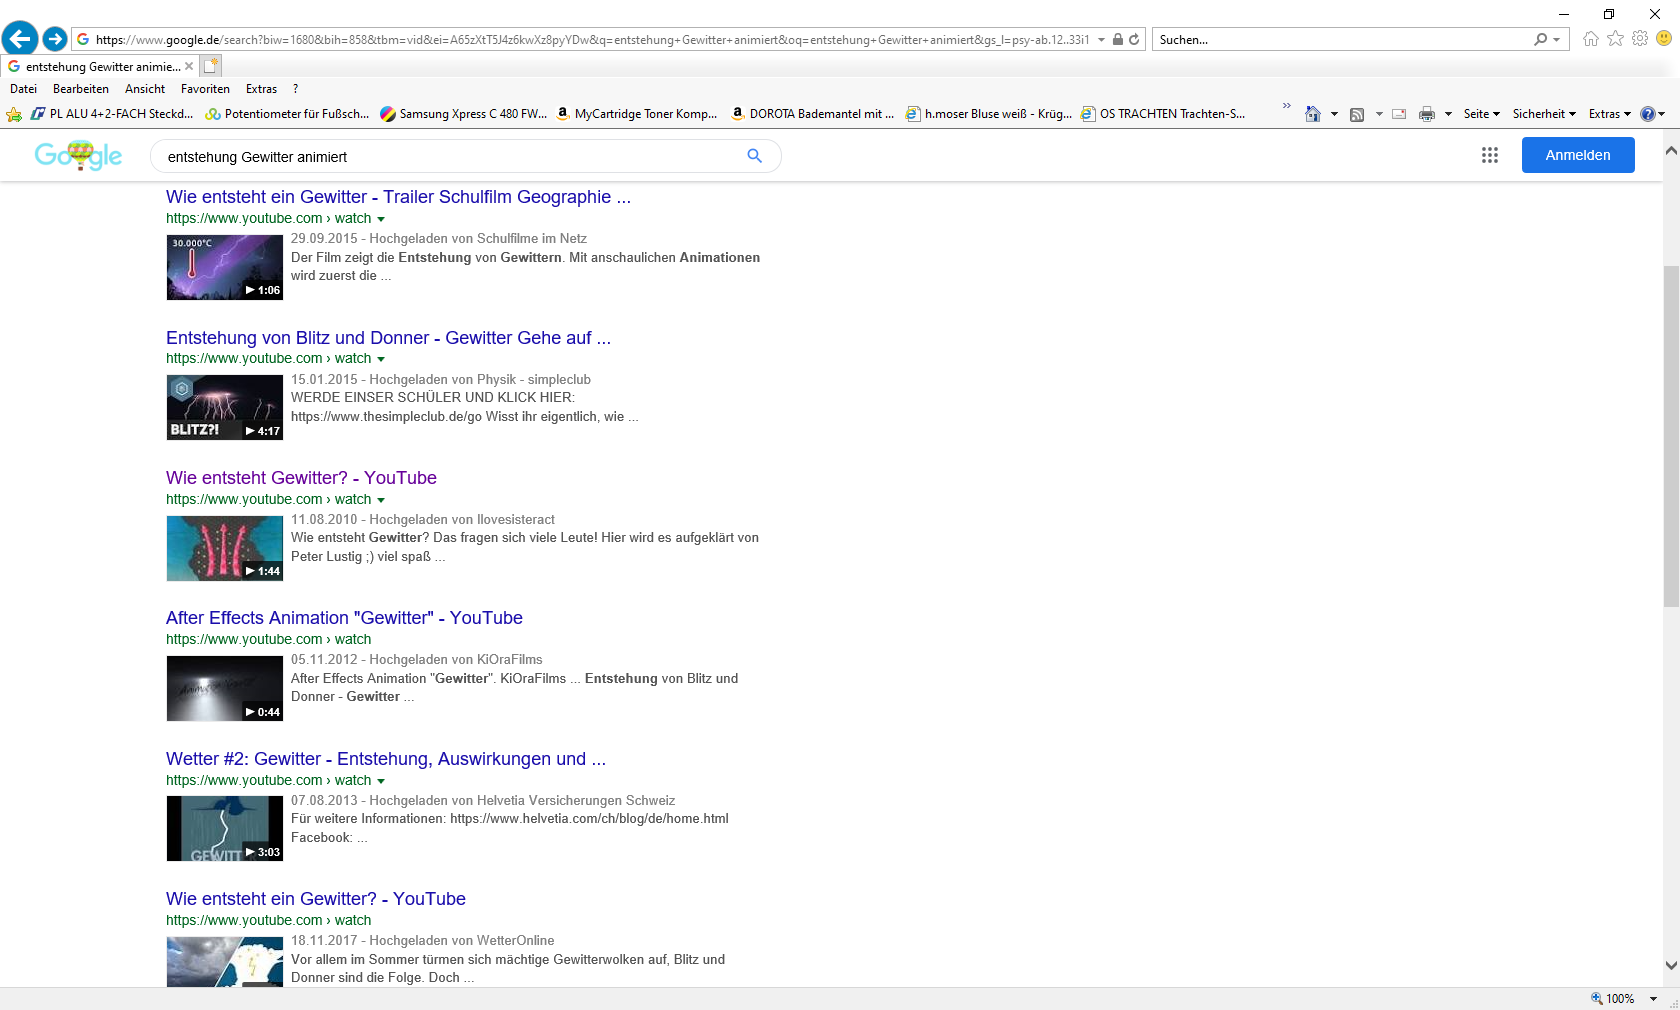 https://www.google.de/search?biw=1680&bih=858&tbm=vid&ei=A65zXtT5J4z6kwXz8pyYDw&q=entstehung+Gewitter+animiert&oq=entstehung+Gewitter+animiert&gs_l=psy-ab.12..33i1
Suchen...
entstehung Gewitter animie...
Datei Bearbeiten Ansicht Favoriten Extras ?
PL ALU 4+2-FACH Steckd... Potentiometer für Fußsch... Samsung Xpress C 480 FW... MyCartridge Toner Komp... DOROTA Bademantel mit ... h.moser Bluse weiß - Krüg... OS TRACHTEN Trachten-S... » Seite Sicherheit Extras
Google
entstehung Gewitter animiert
Anmelden
Wie entsteht ein Gewitter - Trailer Schulfilm Geographie ...
https://www.youtube.com › watch
30.000°C
1:06
29.09.2015 - Hochgeladen von Schulfilme im Netz
Der Film zeigt die Entstehung von Gewittern. Mit anschaulichen Animationen
wird zuerst die ...
Entstehung von Blitz und Donner - Gewitter Gehe auf ...
https://www.youtube.com › watch
BLITZ?!
4:17
15.01.2015 - Hochgeladen von Physik - simpleclub
WERDE EINSER SCHÜLER UND KLICK HIER:
https://www.thesimpleclub.de/go Wisst ihr eigentlich, wie ...
Wie entsteht Gewitter? - YouTube
https://www.youtube.com › watch
1:44
11.08.2010 - Hochgeladen von Ilovesisteract
Wie entsteht Gewitter? Das fragen sich viele Leute! Hier wird es aufgeklärt von
Peter Lustig ;) viel spaß ...
After Effects Animation "Gewitter" - YouTube
https://www.youtube.com › watch
0:44
05.11.2012 - Hochgeladen von KiOraFilms
After Effects Animation "Gewitter". KiOraFilms ... Entstehung von Blitz und
Donner - Gewitter ...
Wetter #2: Gewitter - Entstehung, Auswirkungen und ...
https://www.youtube.com › watch
3:03
07.08.2013 - Hochgeladen von Helvetia Versicherungen Schweiz
Für weitere Informationen: https://www.helvetia.com/ch/blog/de/home.html
Facebook: ...
Wie entsteht ein Gewitter? - YouTube
https://www.youtube.com › watch
18.11.2017 - Hochgeladen von WetterOnline
Vor allem im Sommer türmen sich mächtige Gewitterwolken auf, Blitz und
Donner sind die Folge. Doch ...
100%